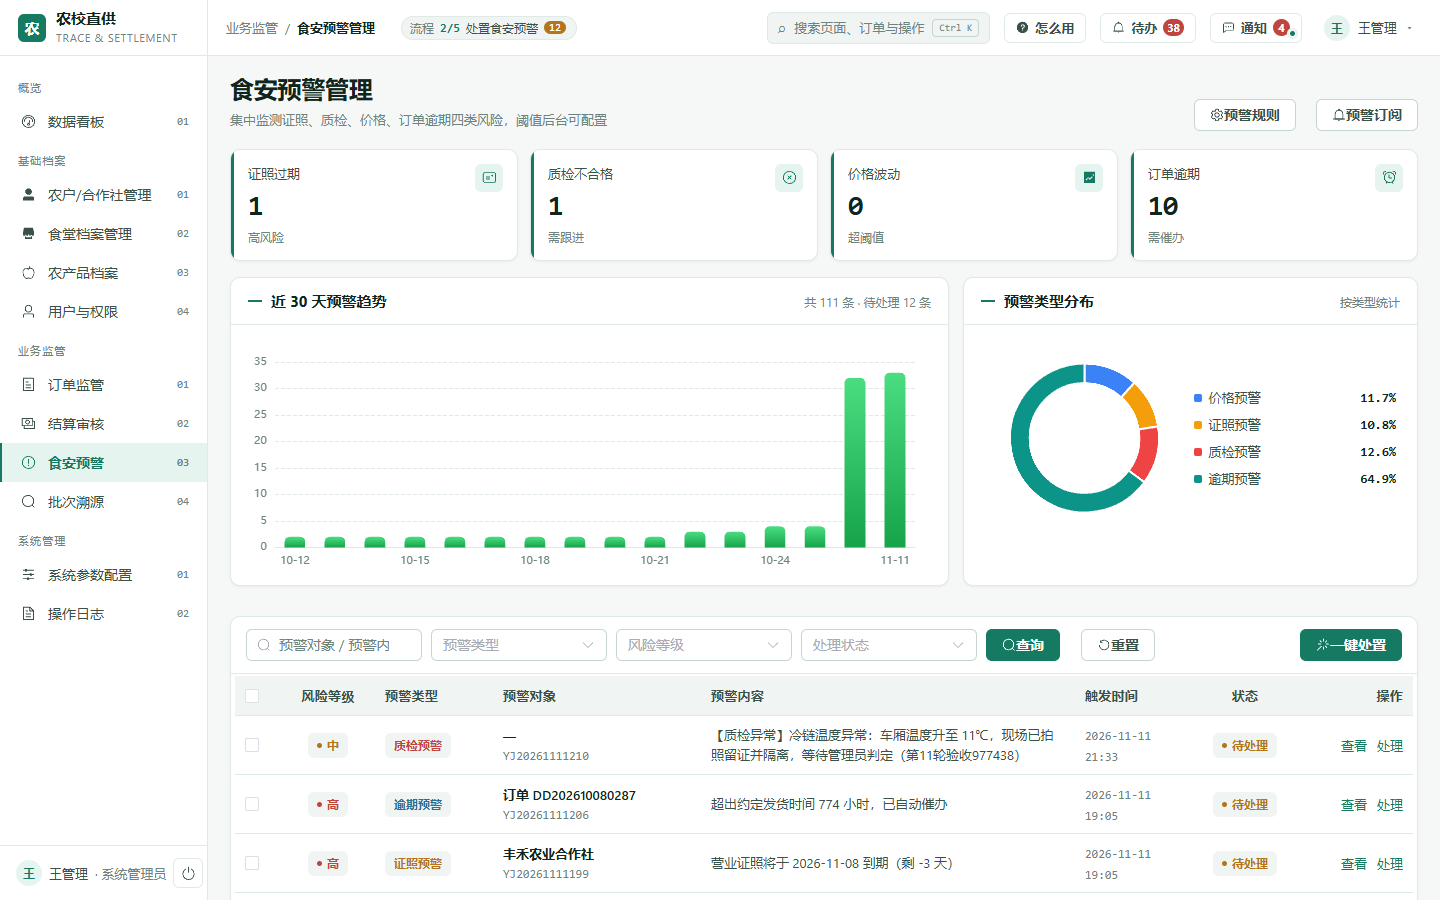 农 农校直供
TRACE & SETTLEMENT
业务监管 / 食安预警管理
流程 2/5 处置食安预警 12
搜索页面、订单与操作 Ctrl K
怎么用
待办 38
通知 4
王 王管理
概览
数据看板 01
基础档案
农户/合作社管理 01
食堂档案管理 02
农产品档案 03
用户与权限 04
业务监管
订单监管 01
结算审核 02
食安预警 03
批次溯源 04
系统管理
系统参数配置 01
操作日志 02
王 王管理 · 系统管理员
食安预警管理
集中监测证照、质检、价格、订单逾期四类风险，阈值后台可配置
预警规则
预警订阅
证照过期
1
高风险
质检不合格
1
需跟进
价格波动
0
超阈值
订单逾期
10
需催办
近 30 天预警趋势
共 111 条 · 待处理 12 条
35
30
25
20
15
10
5
0
10-12 10-15 10-18 10-21 10-24 11-11
预警类型分布
按类型统计
价格预警 11.7%
证照预警 10.8%
质检预警 12.6%
逾期预警 64.9%
预警对象 / 预警内
预警类型
风险等级
处理状态
查询
重置
一键处置
风险等级 预警类型 预警对象 预警内容 触发时间 状态 操作
中 质检预警 — YJ20261111210
【质检异常】冷链温度异常：车厢温度升至 11℃，现场已拍
照留证并隔离，等待管理员判定（第11轮验收977438）
2026-11-11
21:33
待处理 查看 处理
高 逾期预警 订单 DD202610080287
YJ20261111206
超出约定发货时间 774 小时，已自动催办
2026-11-11
19:05
待处理 查看 处理
高 证照预警 丰禾农业合作社
YJ20261111199
营业证照将于 2026-11-08 到期（剩 -3 天）
2026-11-11
19:05
待处理 查看 处理